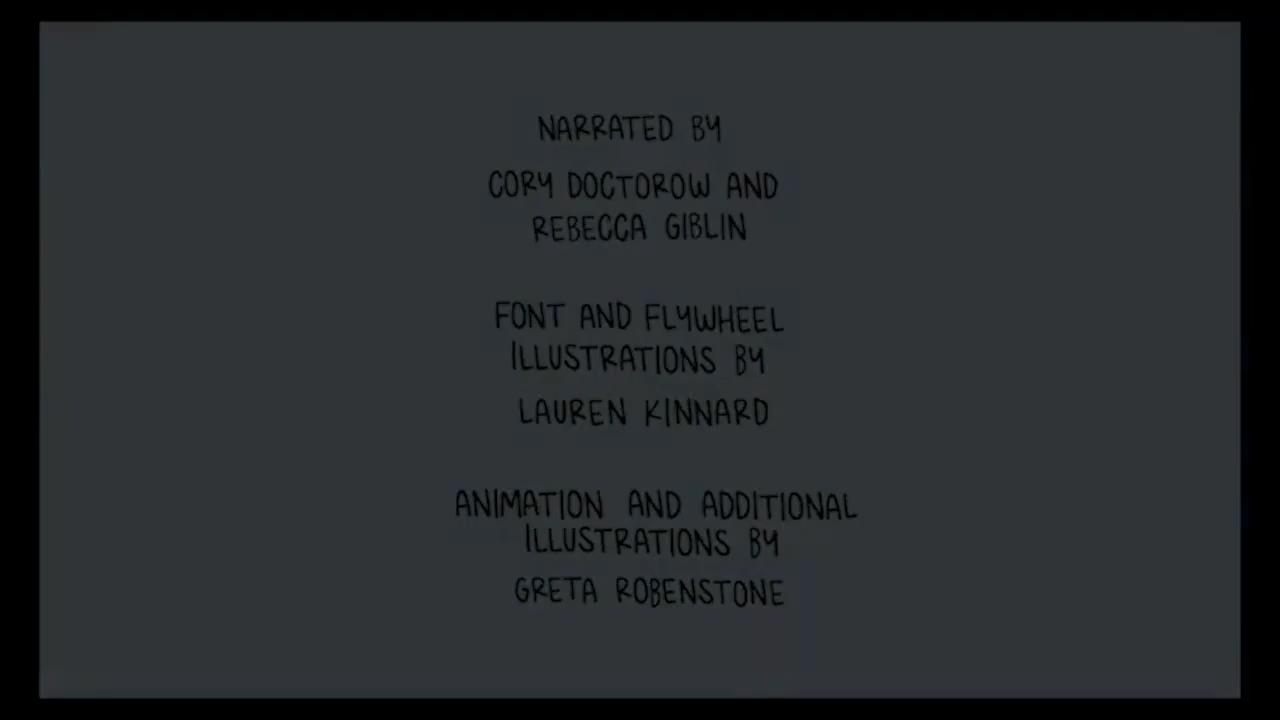 NARRATED BY
CORY DOCTOROW AND
REBECCA GIBLIN
FONT AND FLYWHEEL
ILLUSTRATIONS BY
LAUREN KINNARD
ANIMATION AND ADDITIONAL
ILLUSTRATIONS BY
GRETA ROBENSTONE